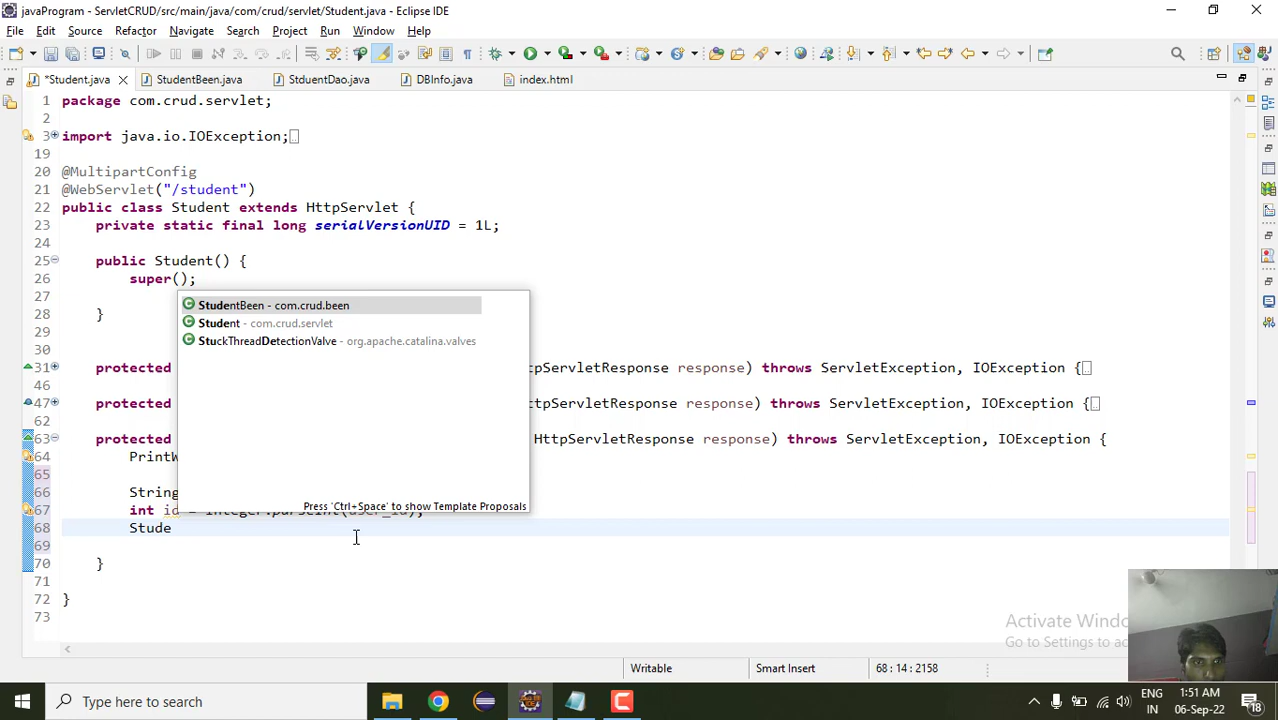 javaProgram - ServletCRUD/src/main/java/com/crud/servlet/Student.java - Eclipse IDE
File Edit Source Refactor Navigate Search Project Run Window Help
*Student.java StudentBeen.java StduentDao.java DBInfo.java index.html
1 package com.crud.servlet;
2
3 import java.io.IOException;
19
20 @MultipartConfig
21 @WebServlet("/student")
22 public class Student extends HttpServlet {
23 private static final long serialVersionUID = 1L;
24
25 public Student() {
26 super();
27
28 }
29
30
31 protected tpServletResponse response) throws ServletException, IOException {
46
47 protected ttpServletResponse response) throws ServletException, IOException {
62
63 protected HttpServletResponse response) throws ServletException, IOException {
64 PrintW
65
66 String
67 int id = Integer.parseInt(user_id);
68 Stude
69
70 }
71
72 }
73
StudentBeen - com.crud.been
Student - com.crud.servlet
StuckThreadDetectionValve - org.apache.catalina.valves
Press 'Ctrl+Space' to show Template Proposals
Activate Windo
Go to Settings to ac
Writable Smart Insert 68 : 14 : 2158
Type here to search
ENG
IN
1:51 AM
06-Sep-22
18